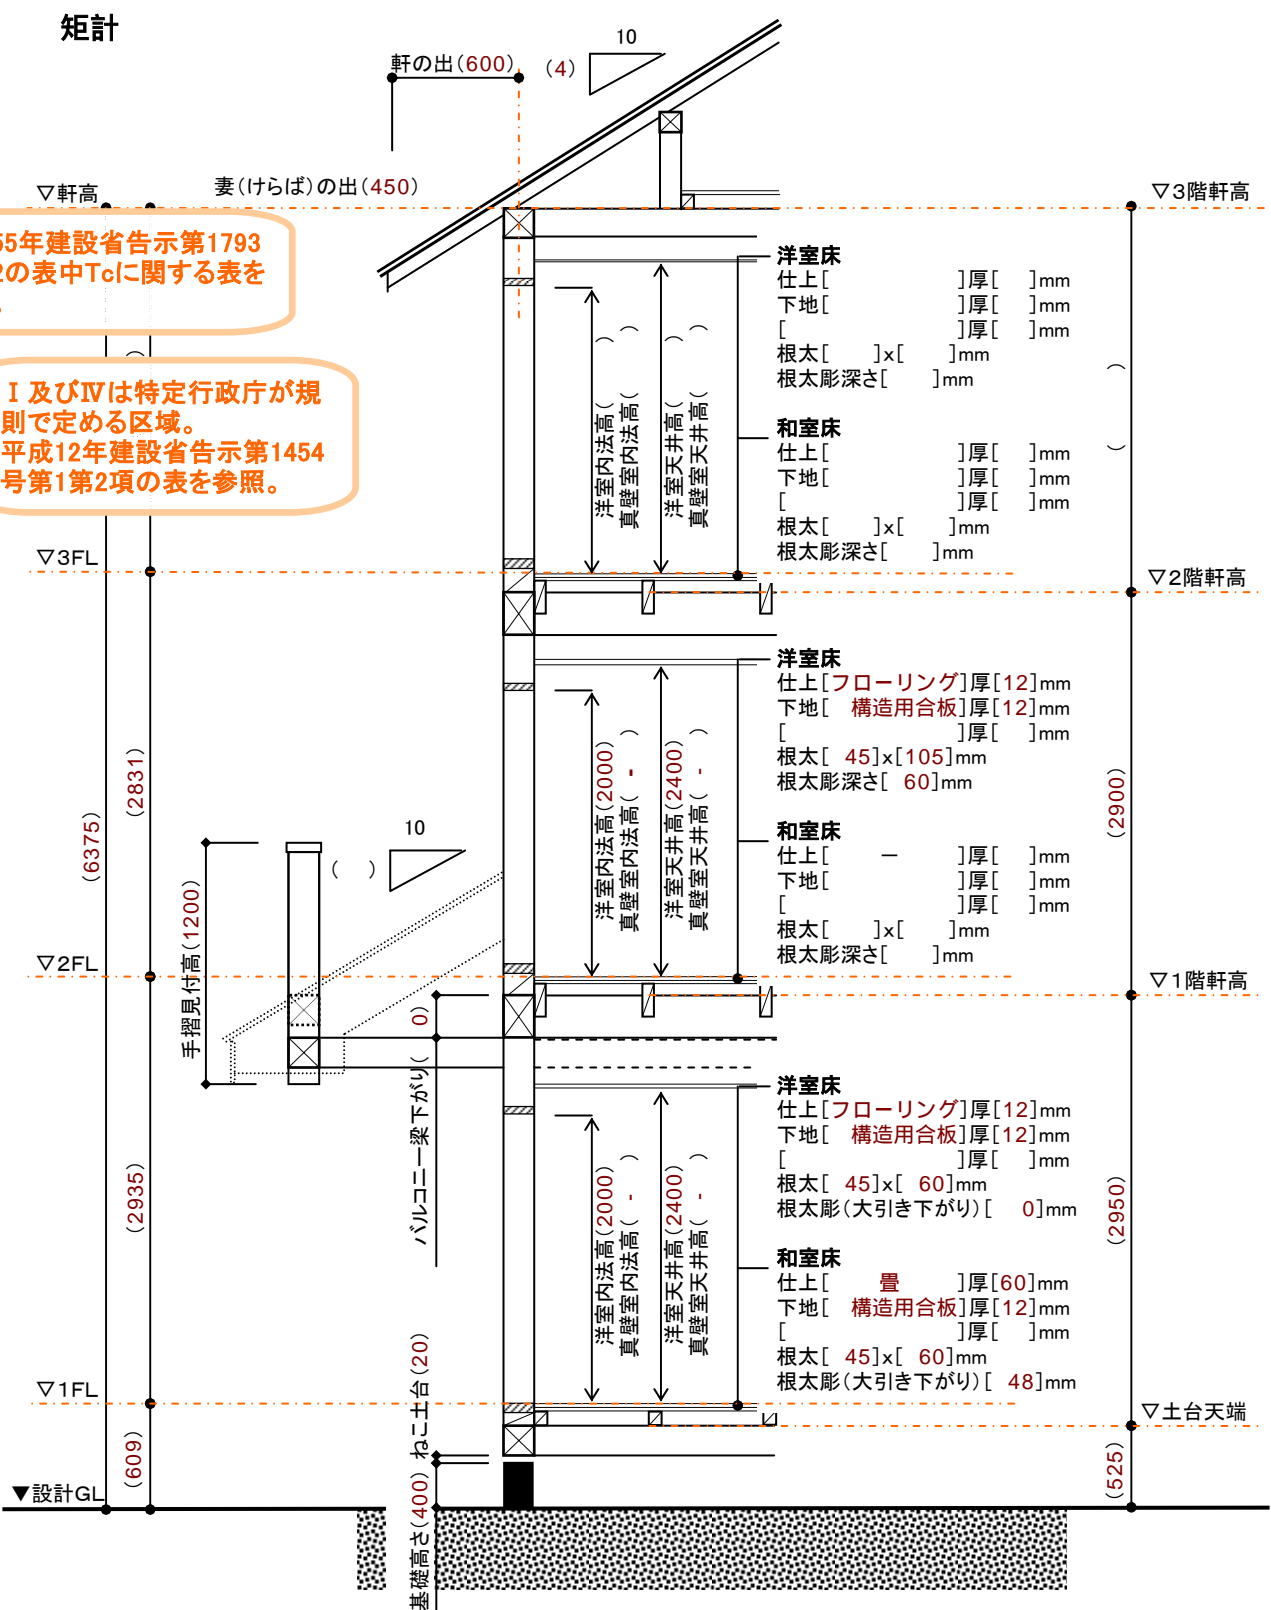 矩計
10
軒の出(600)
(4)
妻(けらば)の出(450)
▽軒高
▽3階軒高
55年建設省告示第1793
2の表中Tcに関する表を
Ⅰ及びⅣは特定行政庁が規
則で定める区域。
平成12年建設省告示第1454
号第1第2項の表を参照。
洋室床
仕上[ ]厚[ ]mm
下地[ ]厚[ ]mm
[ ]厚[ ]mm
根太[ ]x[ ]mm
根太彫深さ[ ]mm
和室床
仕上[ ]厚[ ]mm
下地[ ]厚[ ]mm
[ ]厚[ ]mm
根太[ ]x[ ]mm
根太彫深さ[ ]mm
洋室内法高( )
真壁室内法高( )
洋室天井高( )
真壁室天井高( )
( )
▽3FL
▽2階軒高
洋室床
仕上[フローリング]厚[12]mm
下地[ 構造用合板]厚[12]mm
[ ]厚[ ]mm
根太[ 45]x[105]mm
根太彫深さ[ 60]mm
和室床
仕上[ － ]厚[ ]mm
下地[ ]厚[ ]mm
[ ]厚[ ]mm
根太[ ]x[ ]mm
根太彫深さ[ ]mm
洋室内法高(2000)
真壁室内法高( - )
洋室天井高(2400)
真壁室天井高( - )
(2831)
(6375)
(2900)
10
( )
手摺見付高(1200)
▽2FL
▽1階軒高
バルコニー梁下がり( 0)
洋室床
仕上[フローリング]厚[12]mm
下地[ 構造用合板]厚[12]mm
[ ]厚[ ]mm
根太[ 45]x[ 60]mm
根太彫(大引き下がり)[ 0]mm
和室床
仕上[ 畳 ]厚[60]mm
下地[ 構造用合板]厚[12]mm
[ ]厚[ ]mm
根太[ 45]x[ 60]mm
根太彫(大引き下がり)[ 48]mm
洋室内法高(2000)
真壁室内法高( - )
洋室天井高(2400)
真壁室天井高( - )
(2935)
(2950)
▽1FL
▽土台天端
ねこ土台(20)
基礎高さ(400)
(609)
(525)
▼設計GL